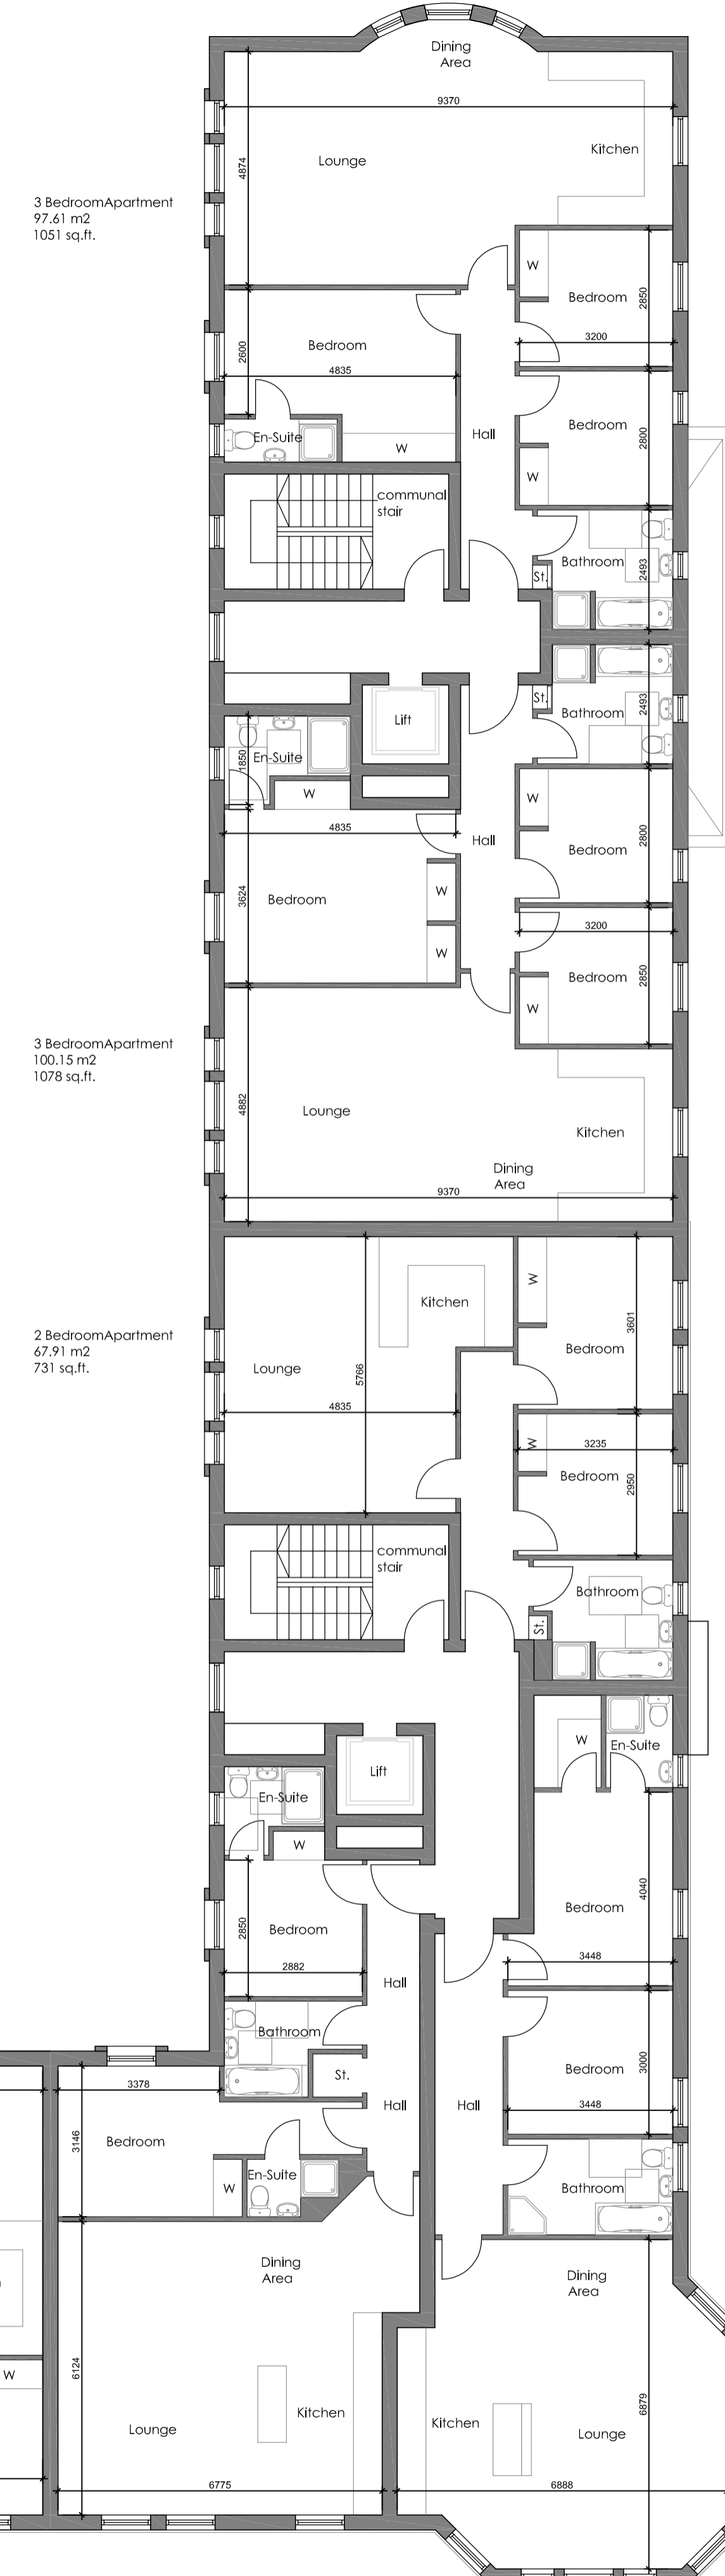 Dining
Area
9370
Kitchen
Lounge
4874
3 BedroomApartment
97.61 m2
1051 sq.ft.
W
Bedroom
2850
3200
Bedroom
2600
4835
Bedroom
2800
Hall
En-Suite
W
W
communal
stair
Bathroom
2493
St.
St.
2493
Bathroom
Lift
En-Suite
1850
W
W
4835
Hall
Bedroom
2800
W
Bedroom
3624
W
3200
Bedroom
2850
W
3 BedroomApartment
100.15 m2
1078 sq.ft.
4882
Lounge
Kitchen
Dining
Area
9370
W
Kitchen
3601
2 BedroomApartment
67.91 m2
731 sq.ft.
Bedroom
Lounge
5766
4835
W
3235
Bedroom
2950
communal
stair
Bathroom
St.
W
En-Suite
Lift
En-Suite
W
4040
Bedroom
2850
Bedroom
3448
2882
Hall
Bathroom
Bedroom
3000
St.
3378
Hall
Hall
3448
3146
Bedroom
En-Suite
W
Bathroom
Dining
Area
Dining
Area
W
6124
6879
Kitchen
Kitchen
Lounge
Lounge
6775
6888